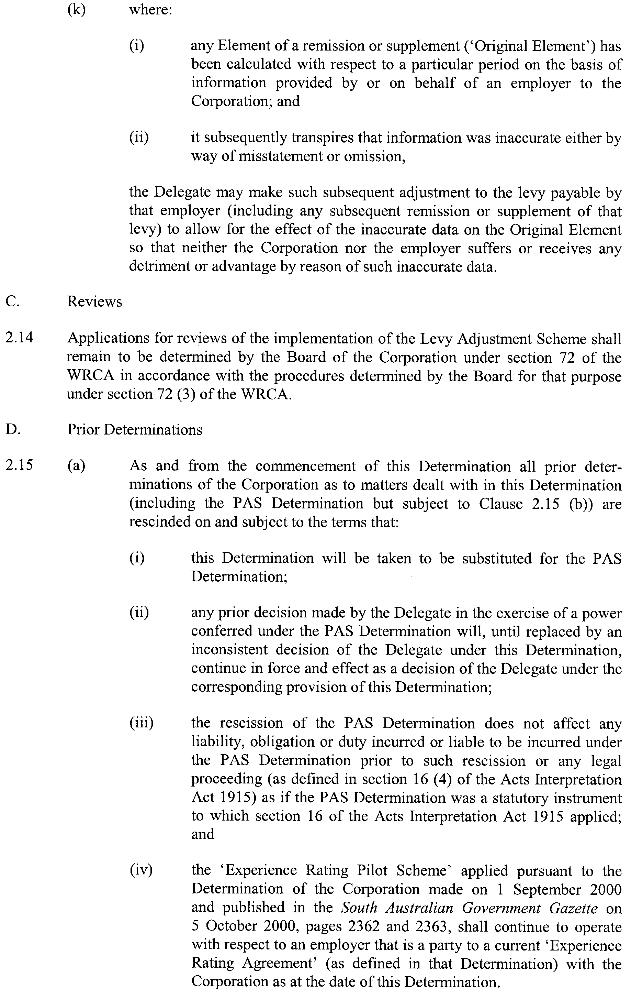 (k) where:
(i) any Element of a remission or supplement (‘Original Element’) has
been calculated with respect to a particular period on the basis of
information provided by or on behalf of an employer to the
Corporation; and
(ii) it subsequently transpires that information was inaccurate either by
way of misstatement or omission,
the Delegate may make such subsequent adjustment to the levy payable by
that employer (including any subsequent remission or supplement of that
levy) to allow for the effect of the inaccurate data on the Original Element
so that neither the Corporation nor the employer suffers or receives any
detriment or advantage by reason of such inaccurate data.
C. Reviews
2.14 Applications for reviews of the implementation of the Levy Adjustment Scheme shall
remain to be determined by the Board of the Corporation under section 72 of the
WRCA in accordance with the procedures determined by the Board for that purpose
under section 72 (3) of the WRCA.
D. Prior Determinations
2.15 (a) As and from the commencement of this Determination all prior deter-
minations of the Corporation as to matters dealt with in this Determination
(including the PAS Determination but subject to Clause 2.15 (b)) are
rescinded on and subject to the terms that:
(i) this Determination will be taken to be substituted for the PAS
Determination;
(ii) any prior decision made by the Delegate in the exercise of a power
conferred under the PAS Determination will, until replaced by an
inconsistent decision of the Delegate under this Determination,
continue in force and effect as a decision of the Delegate under the
corresponding provision of this Determination;
(iii) the rescission of the PAS Determination does not affect any
liability, obligation or duty incurred or liable to be incurred under
the PAS Determination prior to such rescission or any legal
proceeding (as defined in section 16 (4) of the Acts Interpretation
Act 1915) as if the PAS Determination was a statutory instrument
to which section 16 of the Acts Interpretation Act 1915 applied;
and
(iv) the ‘Experience Rating Pilot Scheme’ applied pursuant to the
Determination of the Corporation made on 1 September 2000
and published in the South Australian Government Gazette on
5 October 2000, pages 2362 and 2363, shall continue to operate
with respect to an employer that is a party to a current ‘Experience
Rating Agreement’ (as defined in that Determination) with the
Corporation as at the date of this Determination.